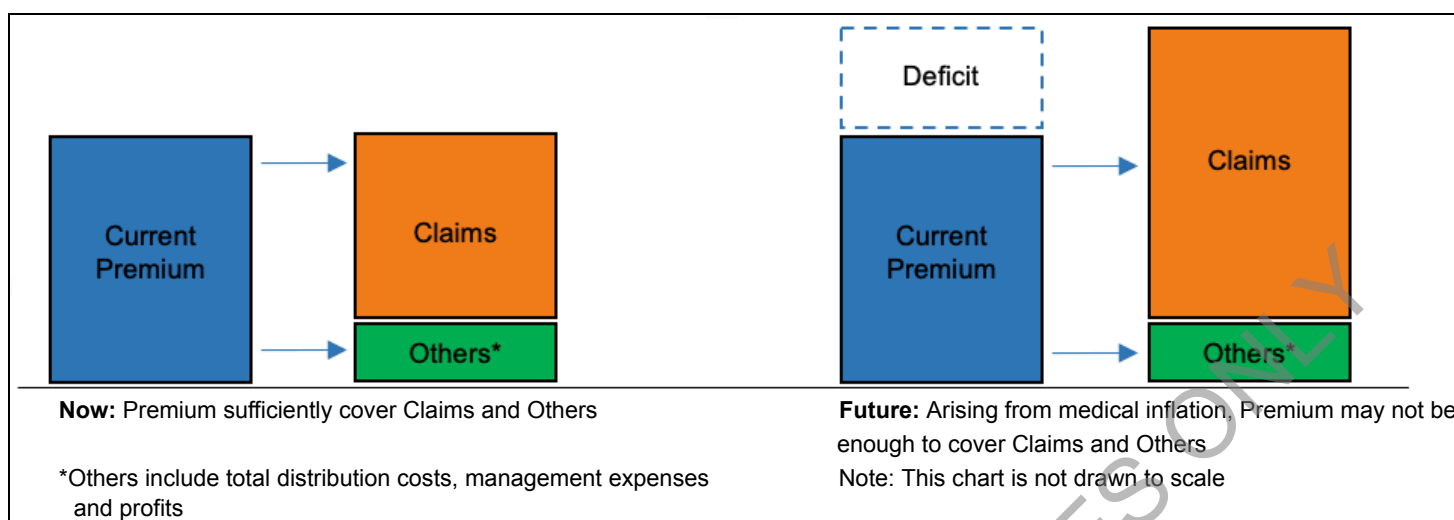 Deficit
Current
Premium
Claims
Others*
Current
Premium
Claims
Others*
Now: Premium sufficiently cover Claims and Others
*Others include total distribution costs, management expenses
and profits
Future: Arising from medical inflation, Premium may not be
enough to cover Claims and Others
Note: This chart is not drawn to scale
ES ONLY